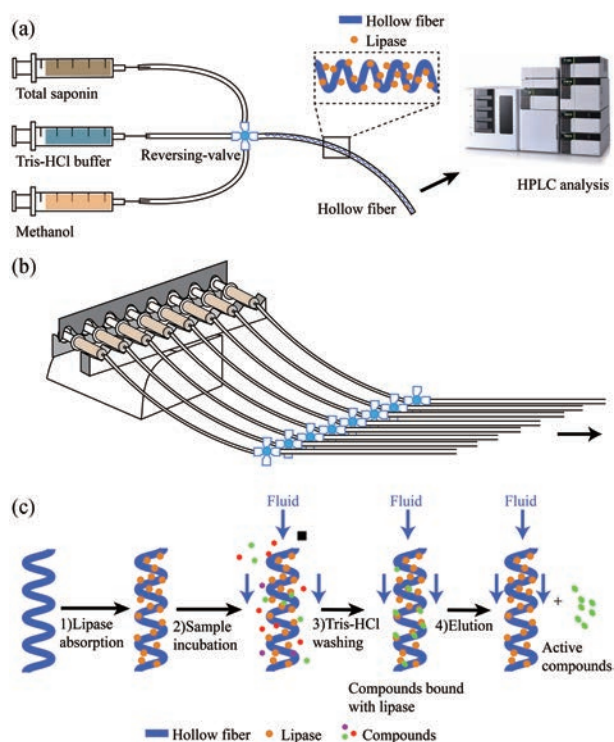 (a)
Hollow fiber
Lipase
Total saponin
Tris-HCl buffer
Reversing-valve
Methanol
Hollow fiber
HPLC analysis
(b)
(c)
Fluid
Fluid
Fluid
1)Lipase
absorption
2)Sample
incubation
3)Tris-HCl
washing
4)Elution
+
Compounds bound
with lipase
Active
compounds
Hollow fiber
Lipase
Compounds